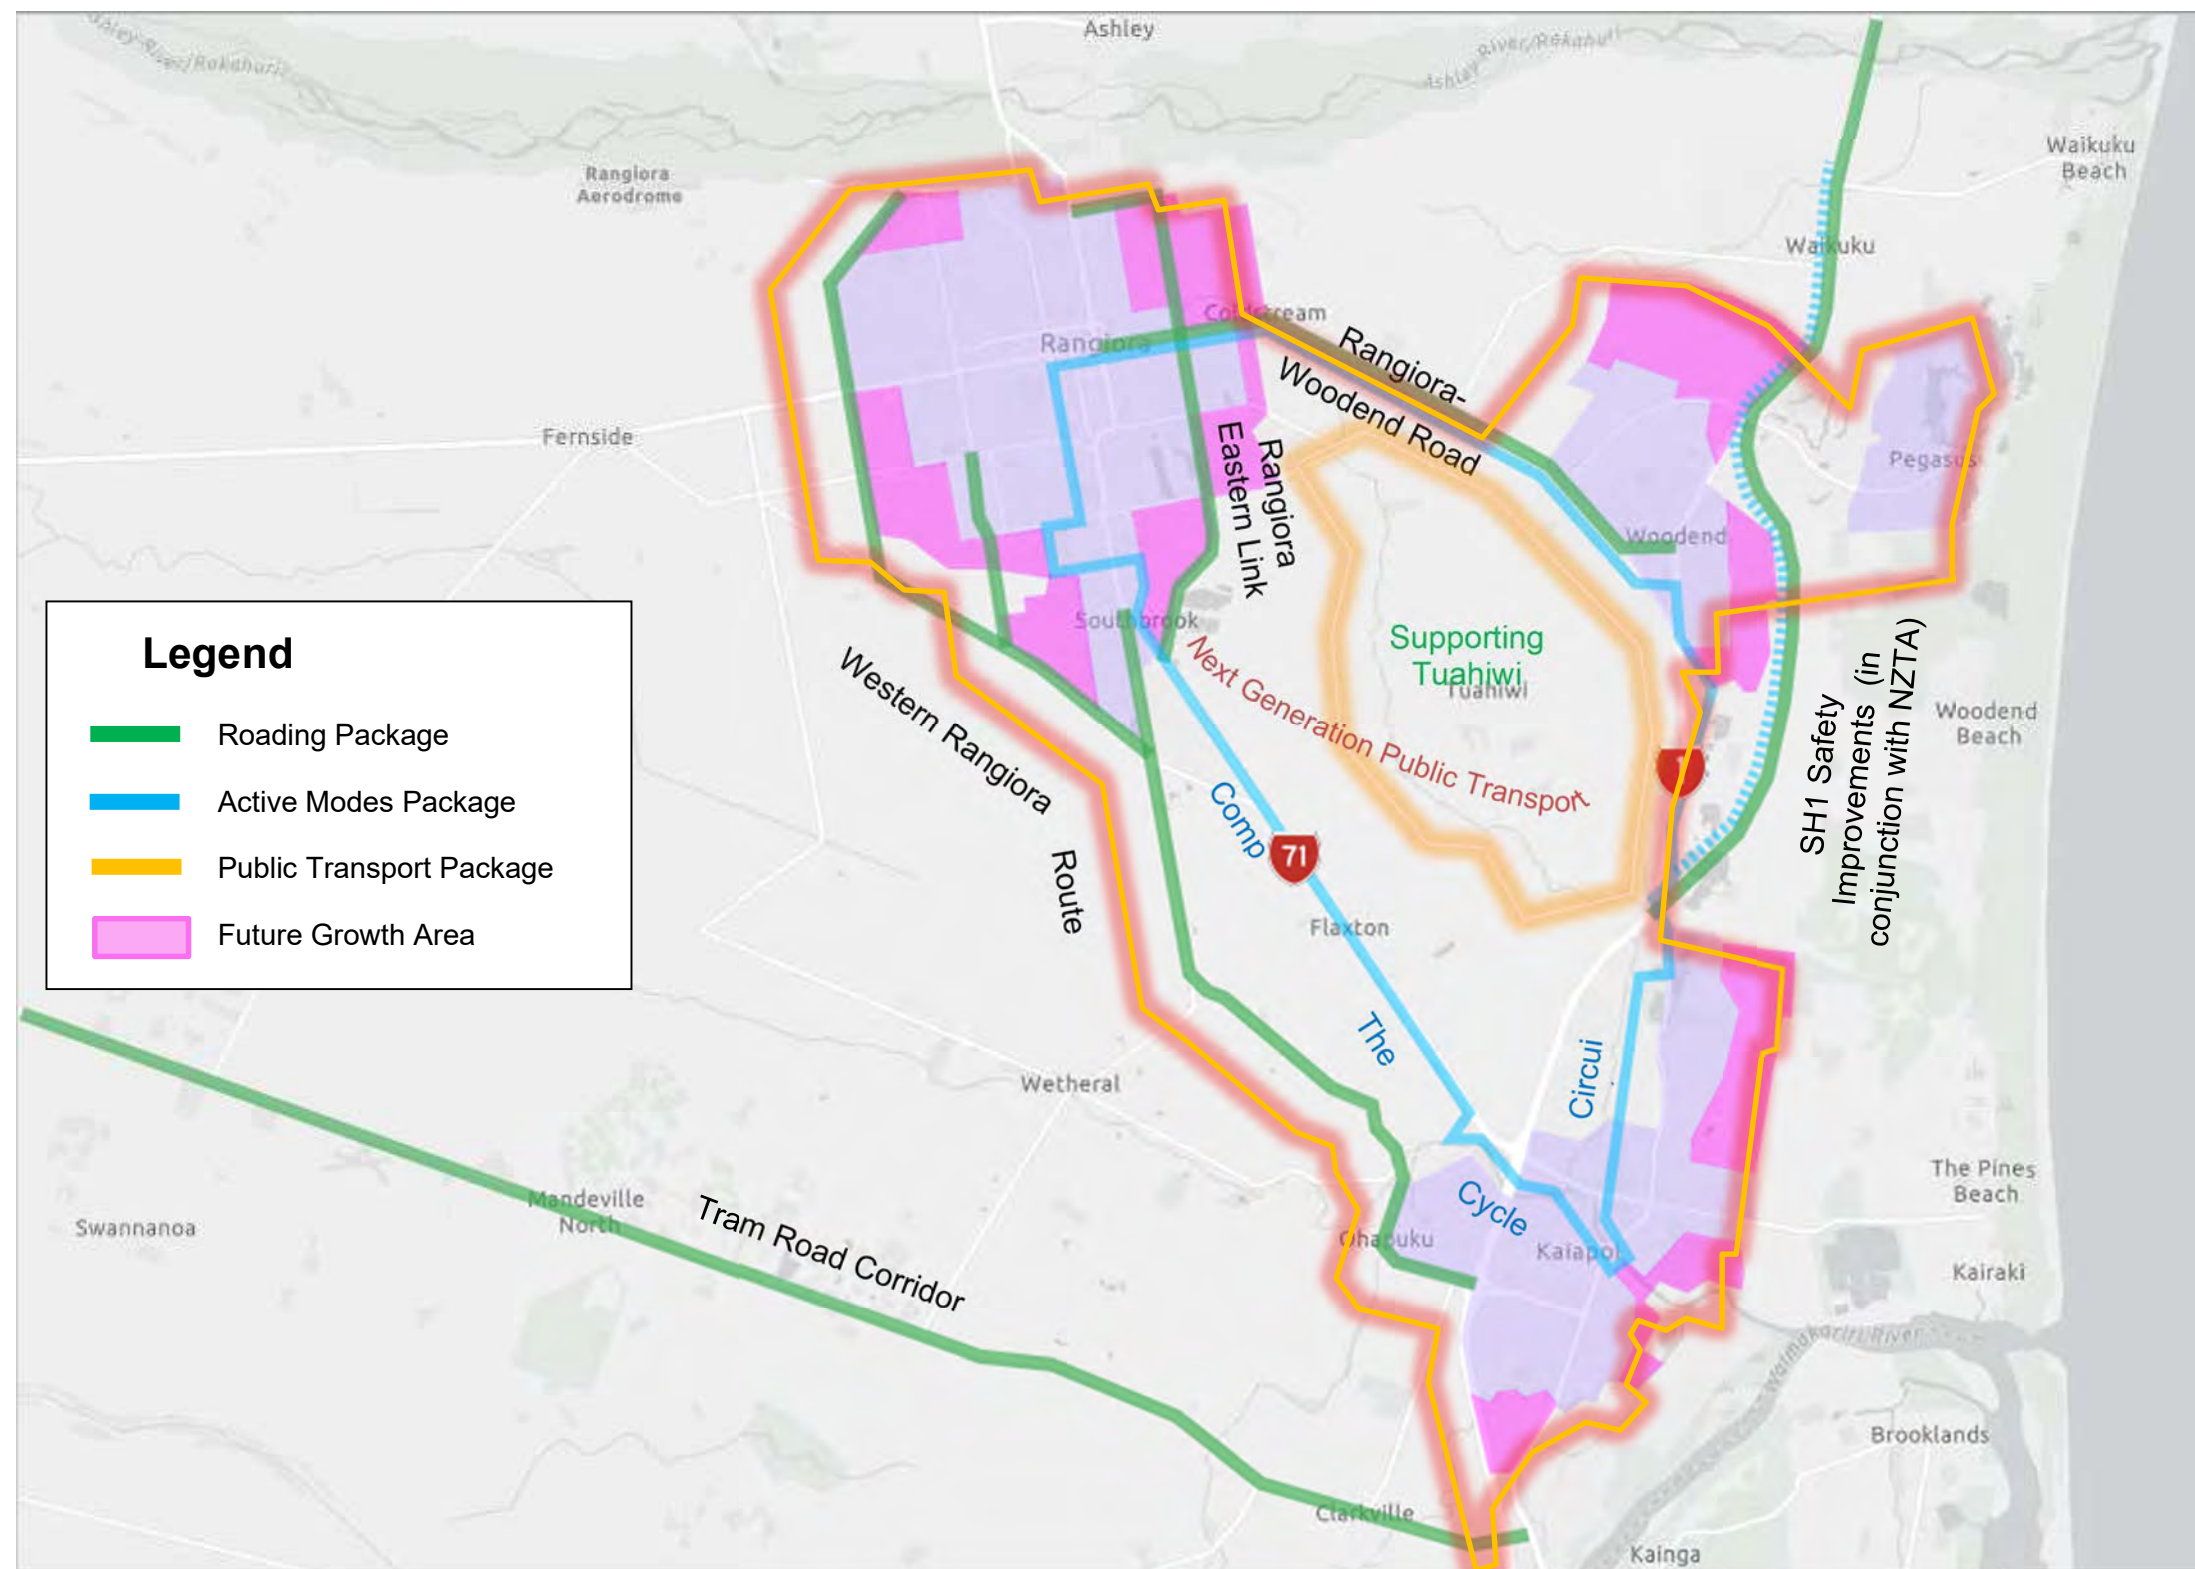 Ashley
Ashley River/Rakahuri
Waikuku
Beach
Rangiora
Aerodrome
Waikuku
Coldstream
Rangiora
Rangiora-
Woodend Road
Fernside
Pegasus
Rangiora
Eastern Link
Woodend
Southbrook
Supporting
Tuahiwi
Tuahiwi
Next Generation Public Transport
Legend
Roading Package
Active Modes Package
Public Transport Package
Future Growth Area
Western Rangiora
Route
SH1 Safety
Improvements (in
conjunction with NZTA)
Woodend
Beach
1
71
Comp
The
Circui
Cycle
Flaxton
Wetheral
Mandeville
North
Swannanoa
Tram Road Corridor
Ohapuku
Kaiapoi
The Pines
Beach
Kairaki
Waimakariri River
Brooklands
Clarkville
Kainga